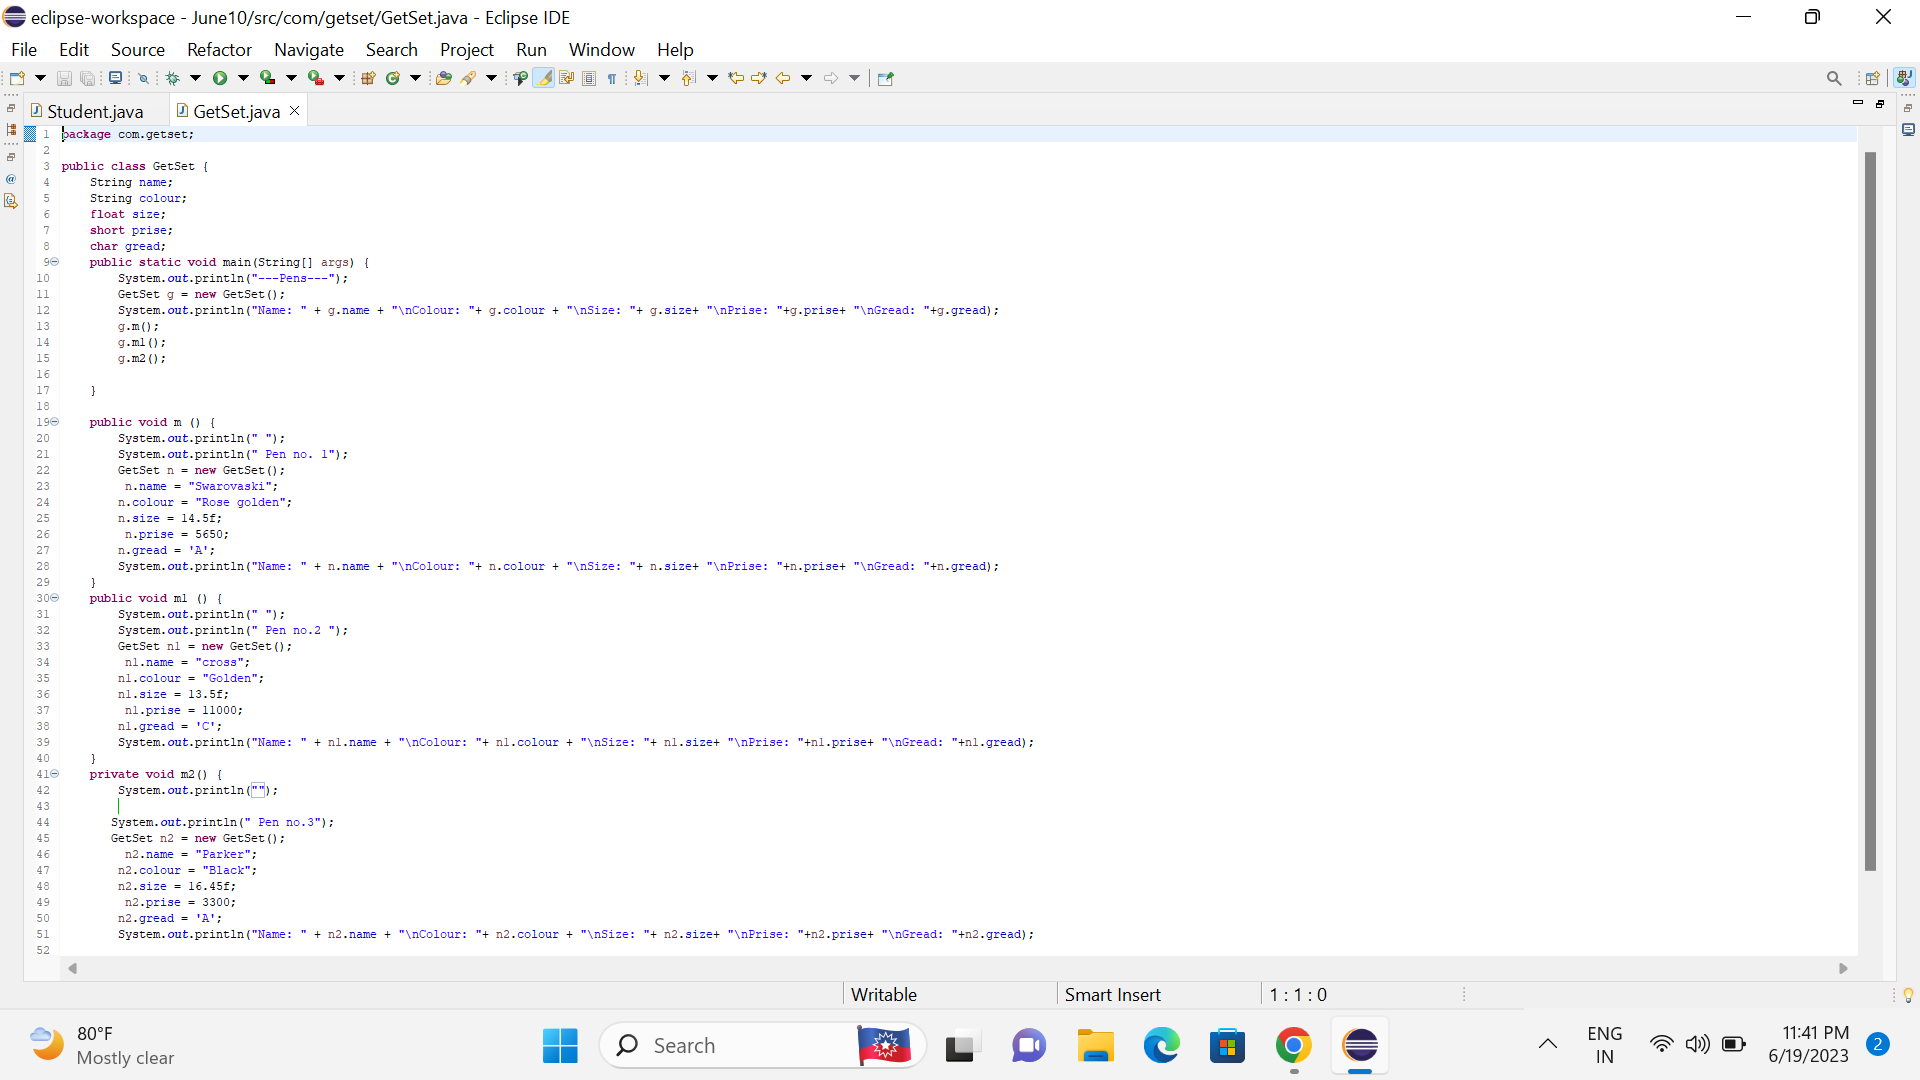 eclipse-workspace - June10/src/com/getset/GetSet.java - Eclipse IDE
File Edit Source Refactor Navigate Search Project Run Window Help
Student.java GetSet.java
1 package com.getset;
2
3 public class GetSet {
4 String name;
5 String colour;
6 float size;
7 short prise;
8 char gread;
9 public static void main(String[] args) {
10 System.out.println("---Pens---");
11 GetSet g = new GetSet();
12 System.out.println("Name: " + g.name + "\nColour: "+ g.colour + "\nSize: "+ g.size+ "\nPrise: "+g.prise+ "\nGread: "+g.gread);
13 g.m();
14 g.m1();
15 g.m2();
16
17 }
18
19 public void m () {
20 System.out.println(" ");
21 System.out.println(" Pen no. 1");
22 GetSet n = new GetSet();
23 n.name = "Swarovaski";
24 n.colour = "Rose golden";
25 n.size = 14.5f;
26 n.prise = 5650;
27 n.gread = 'A';
28 System.out.println("Name: " + n.name + "\nColour: "+ n.colour + "\nSize: "+ n.size+ "\nPrise: "+n.prise+ "\nGread: "+n.gread);
29 }
30 public void m1 () {
31 System.out.println(" ");
32 System.out.println(" Pen no.2 ");
33 GetSet n1 = new GetSet();
34 n1.name = "cross";
35 n1.colour = "Golden";
36 n1.size = 13.5f;
37 n1.prise = 11000;
38 n1.gread = 'C';
39 System.out.println("Name: " + n1.name + "\nColour: "+ n1.colour + "\nSize: "+ n1.size+ "\nPrise: "+n1.prise+ "\nGread: "+n1.gread);
40 }
41 private void m2() {
42 System.out.println("");
43
44 System.out.println(" Pen no.3");
45 GetSet n2 = new GetSet();
46 n2.name = "Parker";
47 n2.colour = "Black";
48 n2.size = 16.45f;
49 n2.prise = 3300;
50 n2.gread = 'A';
51 System.out.println("Name: " + n2.name + "\nColour: "+ n2.colour + "\nSize: "+ n2.size+ "\nPrise: "+n2.prise+ "\nGread: "+n2.gread);
52
Writable Smart Insert 1 : 1 : 0
80°F
Mostly clear
Search
ENG
IN
11:41 PM
6/19/2023
2